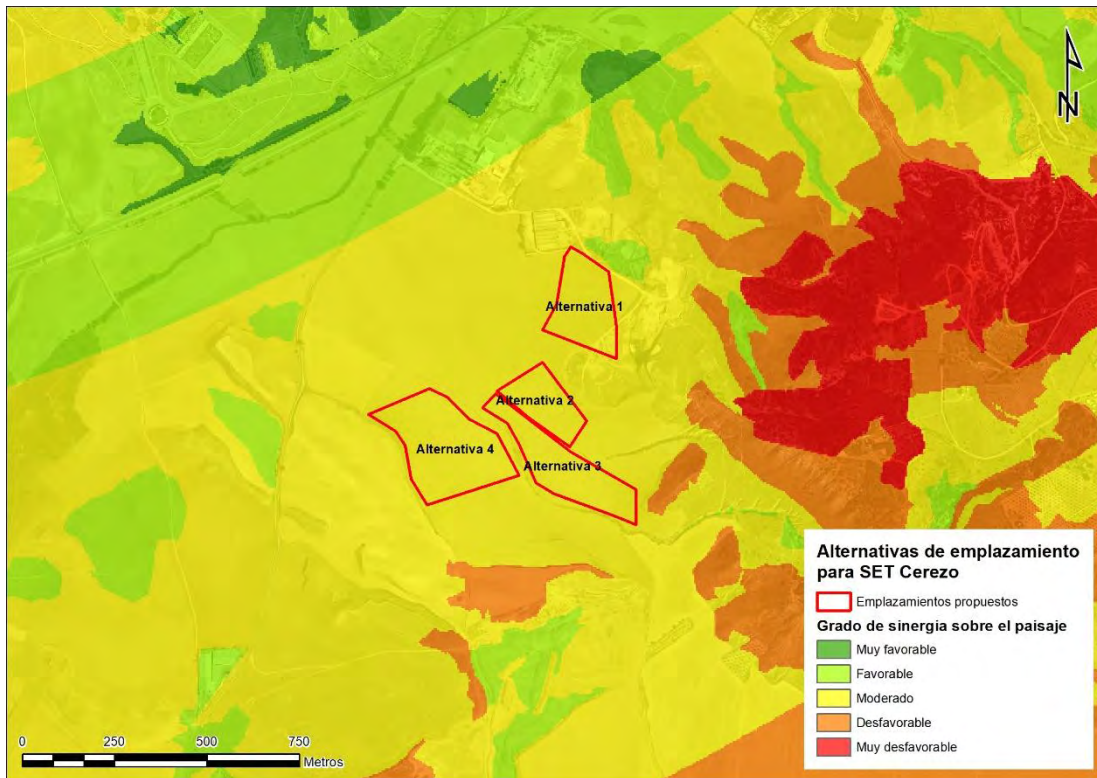 N
Alternativa 1
Alternativa 2
Alternativa 4
Alternativa 3
Alternativas de emplazamiento
para SET Cerezo
Emplazamientos propuestos
Grado de sinergia sobre el paisaje
Muy favorable
Favorable
Moderado
Desfavorable
Muy desfavorable
0 250 500 750
Metros